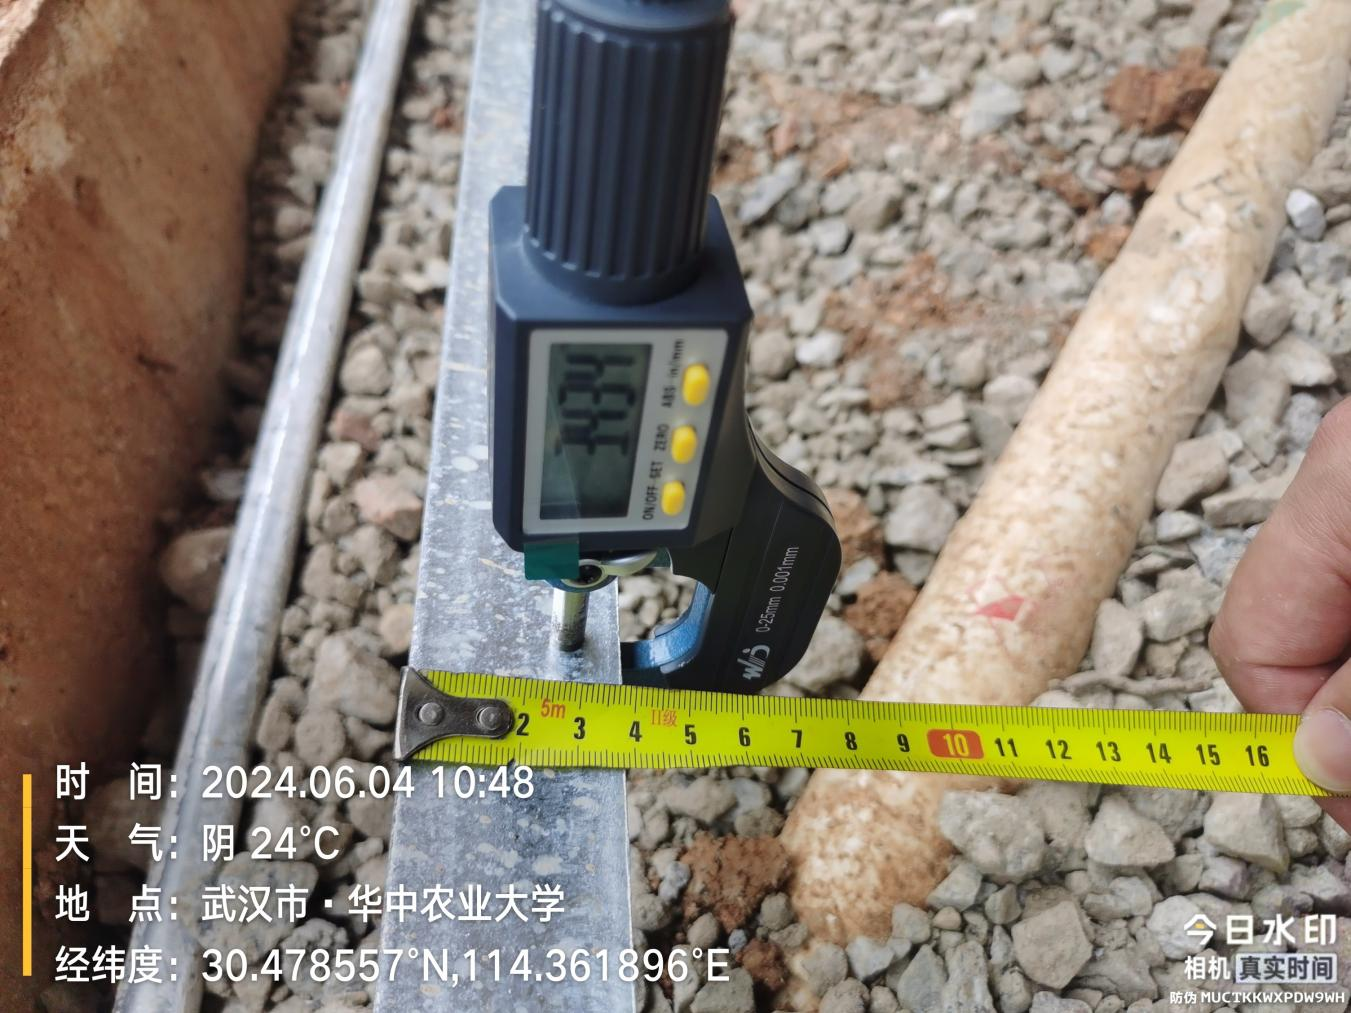 ABS in/mm
ZERO
SET
ON/OFF
0-25mm 0.001mm
2 5m 3 4 II级 5 6 7 8 9 10 11 12 13 14 15 16
时 间：2024.06.04 10:48
天 气：阴 24°C
地 点：武汉市·华中农业大学
经纬度：30.478557°N,114.361896°E
今日水印
相机 真实时间
防伪 MUCTKKWXPDW9WH